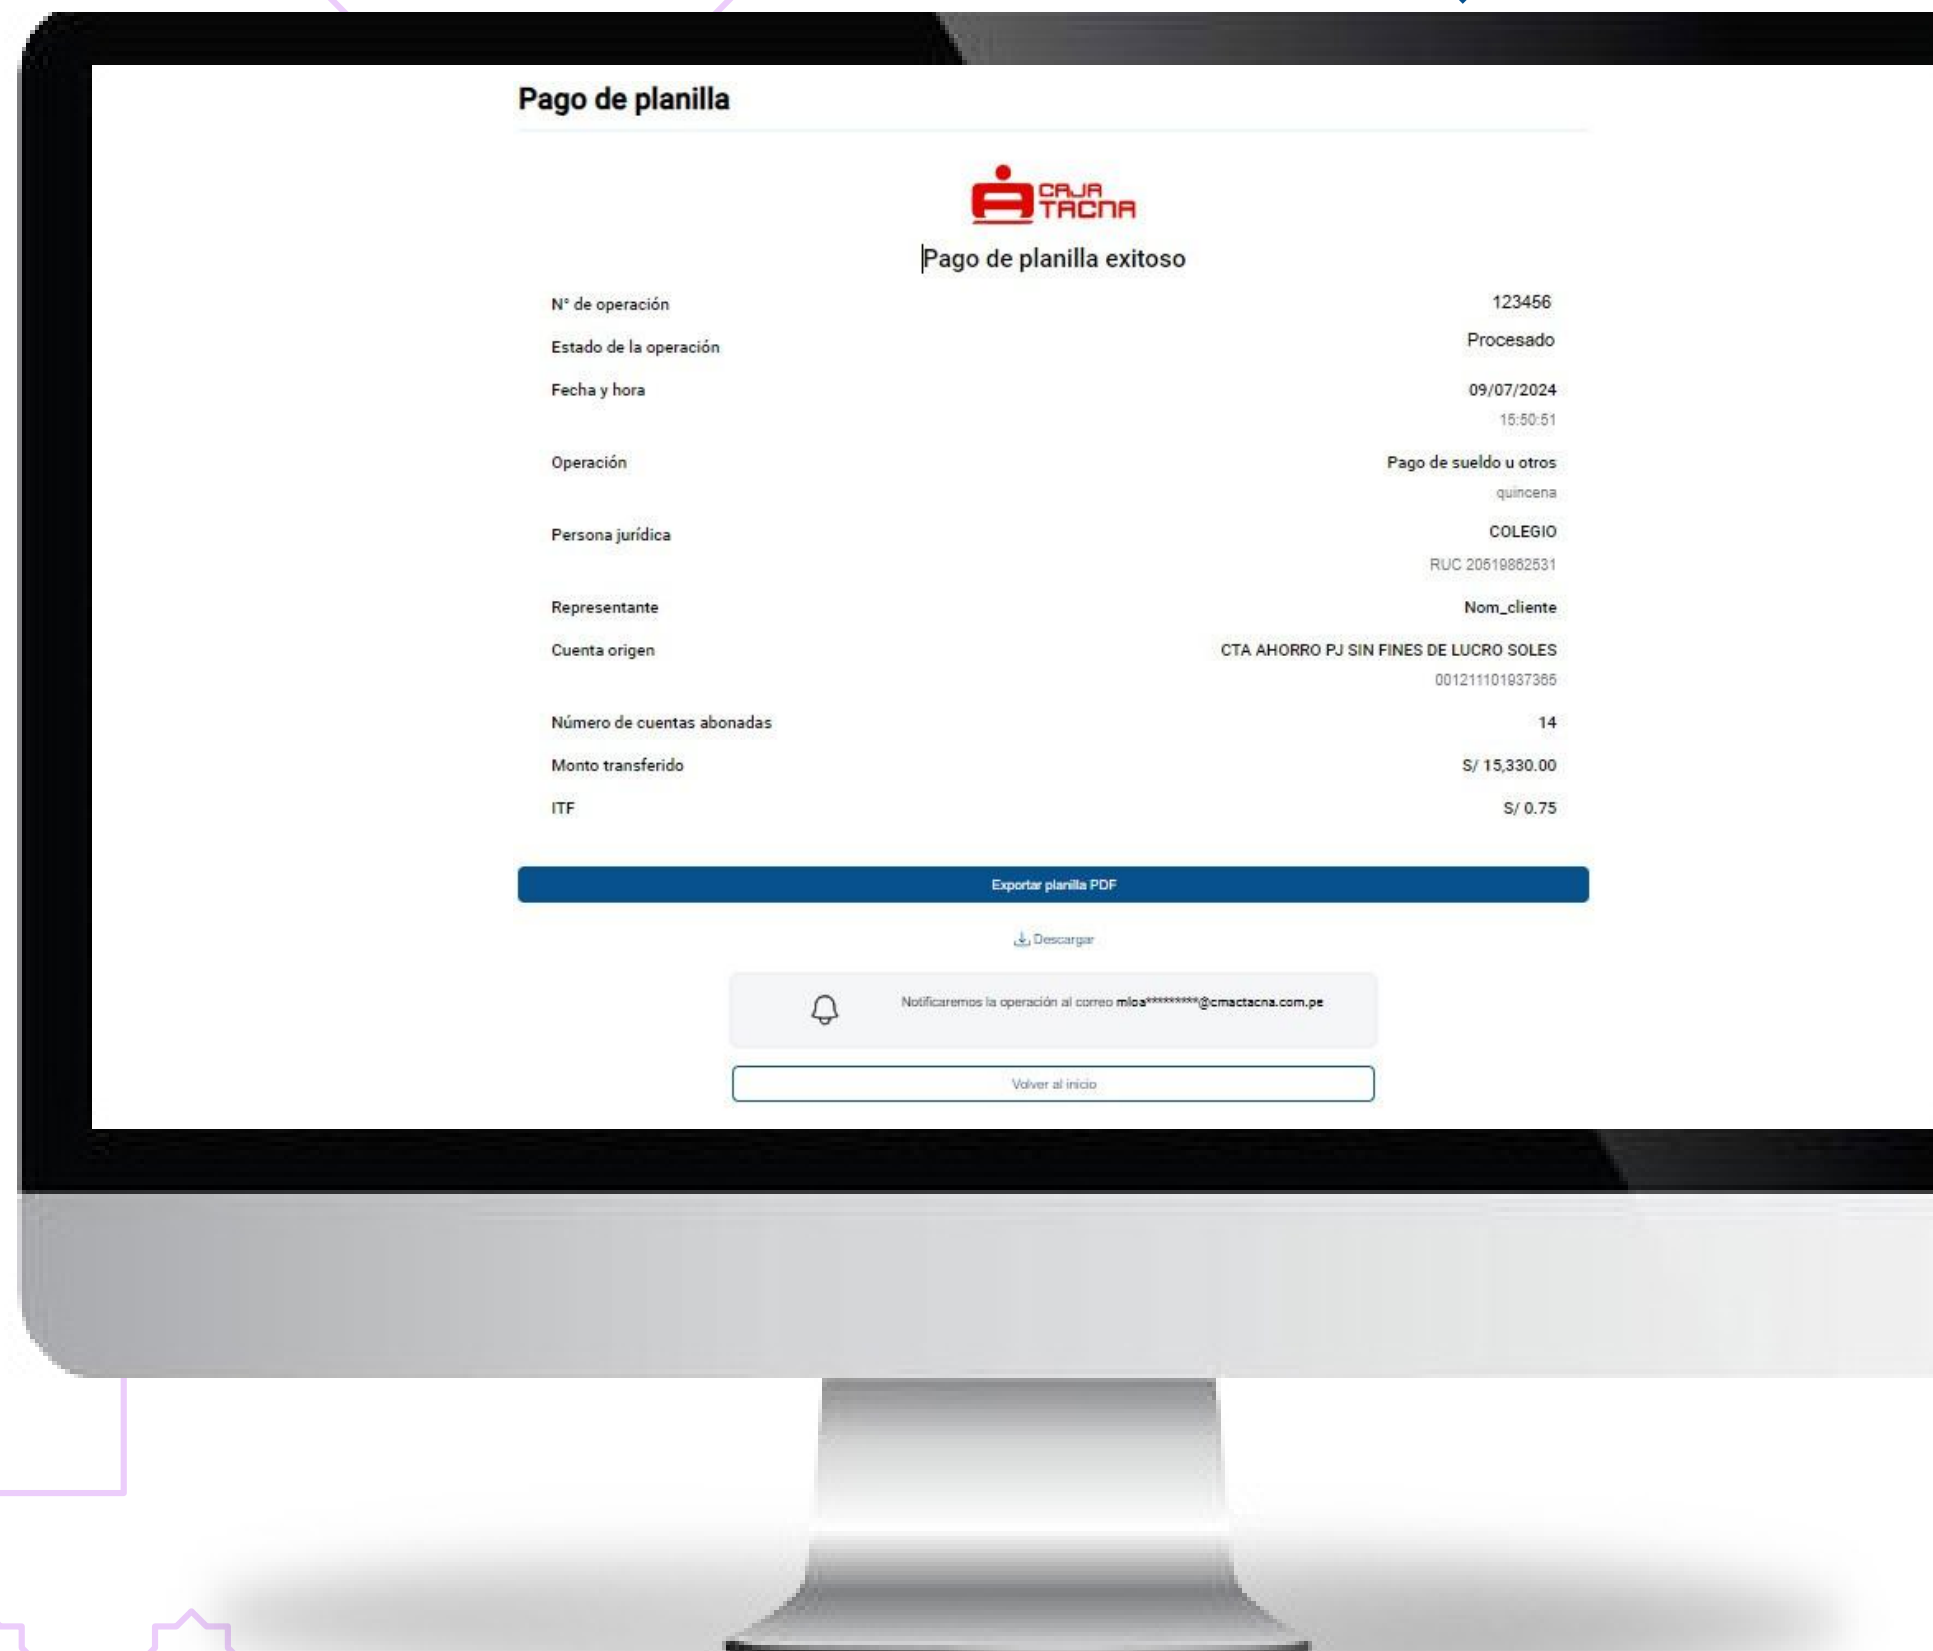 Pago de planilla
CAJA
TACNA
Pago de planilla exitoso
N° de operación 123456
Estado de la operación Procesado
Fecha y hora 09/07/2024
15:50:51
Operación Pago de sueldo u otros
quincena
Persona jurídica COLEGIO
RUC 20519862531
Representante Nom_cliente
Cuenta origen CTA AHORRO PJ SIN FINES DE LUCRO SOLES
001211101937365
Número de cuentas abonadas 14
Monto transferido S/ 15,330.00
ITF S/ 0.75
Exportar planilla PDF
Descargar
Notificaremos la operación al correo mloa*********@cmactacna.com.pe
Volver al inicio